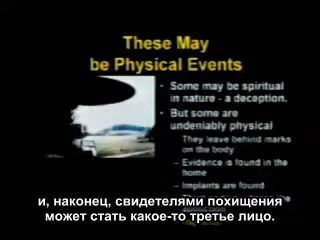 These May
be Physical Events
• Some may be spiritual
in nature - a deception.
• But some are
undeniably physical
– They leave behind marks
on the body
– Evidence is found in the
home
– Implants are found
и, наконец, свидетелями похищения
может стать какое-то третье лицо.